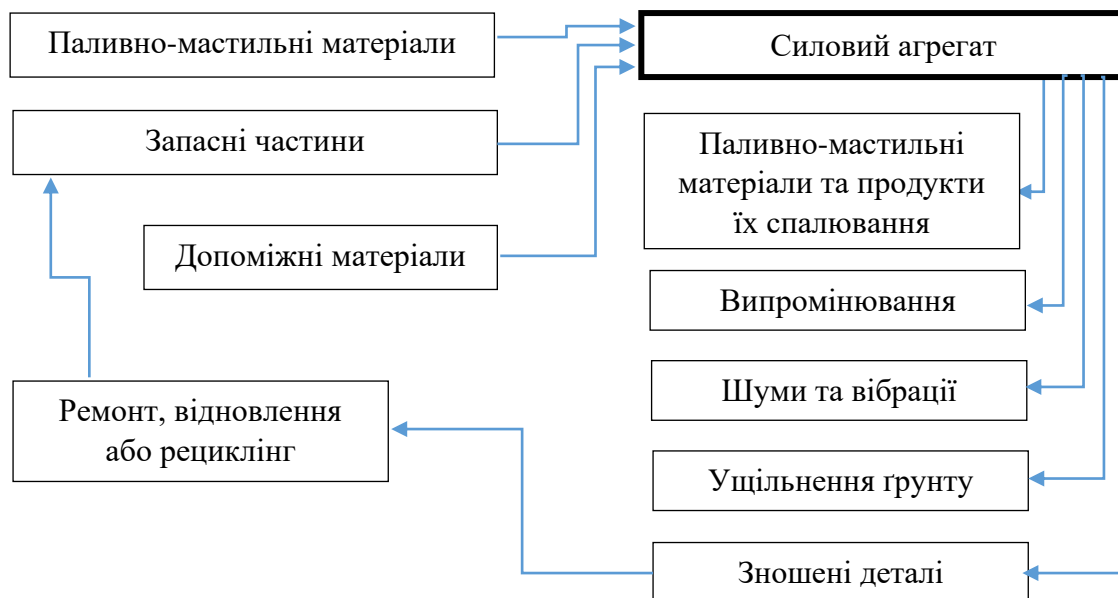 Паливно-мастильні матеріали
Силовий агрегат
Запасні частини
Паливно-мастильні
матеріали та продукти
їх спалювання
Допоміжні матеріали
Випромінювання
Шуми та вібрації
Ремонт, відновлення
або рециклінг
Ущільнення ґрунту
Зношені деталі